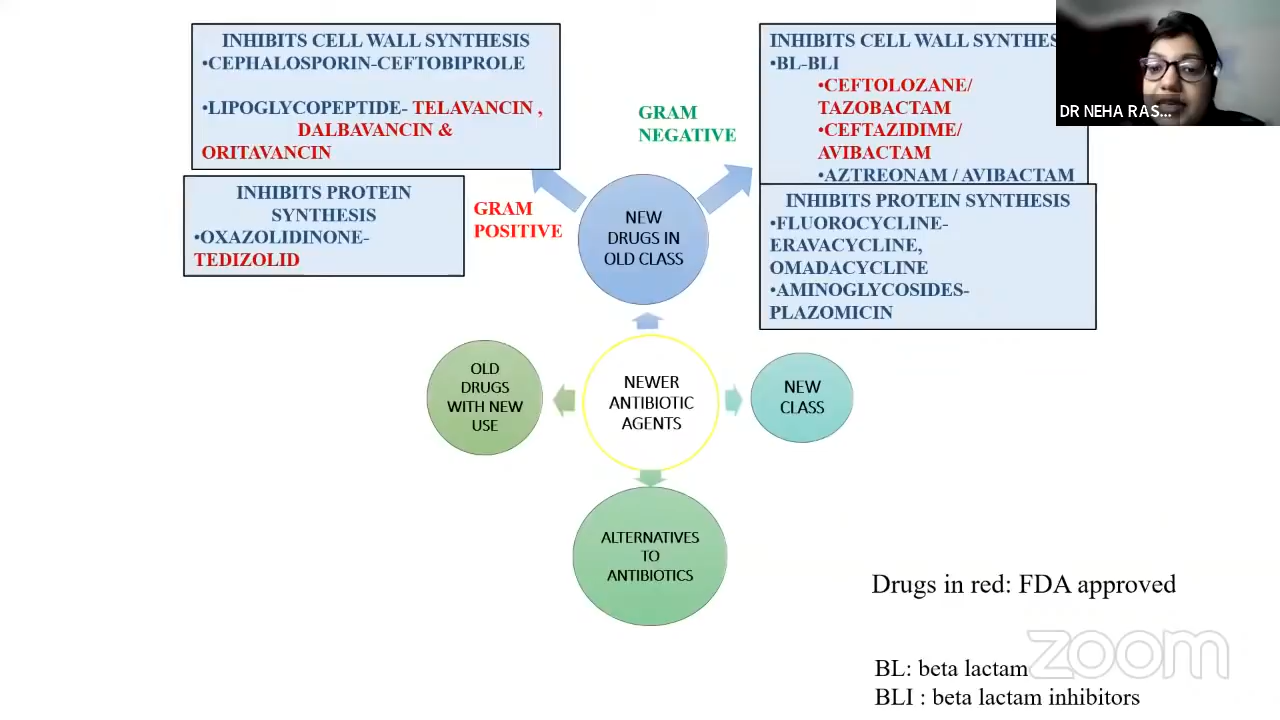 INHIBITS CELL WALL SYNTHESIS
•CEPHALOSPORIN-CEFTOBIPROLE
•LIPOGLYCOPEPTIDE- TELAVANCIN ,
DALBAVANCIN &
ORITAVANCIN
INHIBITS PROTEIN
SYNTHESIS
•OXAZOLIDINONE-
TEDIZOLID
GRAM
POSITIVE
GRAM
NEGATIVE
INHIBITS CELL WALL SYNTHES
•BL-BLI
•CEFTOLOZANE/
TAZOBACTAM
•CEFTAZIDIME/
AVIBACTAM
•AZTREONAM / AVIBACTAM
INHIBITS PROTEIN SYNTHESIS
•FLUOROCYCLINE-
ERAVACYCLINE,
OMADACYCLINE
•AMINOGLYCOSIDES-
PLAZOMICIN
DR NEHA RAS...
NEW
DRUGS IN
OLD CLASS
OLD
DRUGS
WITH NEW
USE
NEWER
ANTIBIOTIC
AGENTS
NEW
CLASS
ALTERNATIVES
TO
ANTIBIOTICS
Drugs in red: FDA approved
zoom
BL: beta lactam
BLI : beta lactam inhibitors